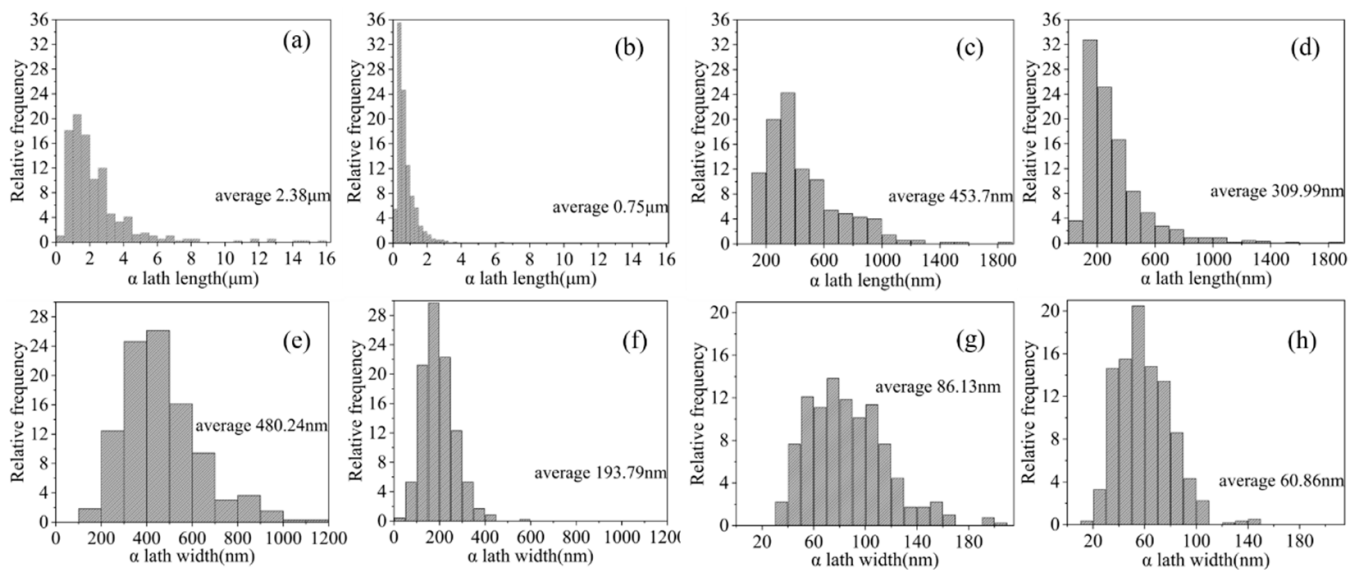 (a)
Relative frequency
36
32
28
24
20
16
12
8
4
0
average 2.38μm
0 2 4 6 8 10 12 14 16
α lath length(μm)
(b)
Relative frequency
36
32
28
24
20
16
12
8
4
0
average 0.75μm
0 2 4 6 8 10 12 14 16
α lath length(μm)
(c)
Relative frequency
36
32
28
24
20
16
12
8
4
0
average 453.7nm
200 600 1000 1400 1800
α lath length(nm)
(d)
Relative frequency
36
32
28
24
20
16
12
8
4
0
average 309.99nm
200 600 1000 1400 1800
α lath length(nm)
(e)
Relative frequency
28
24
20
16
12
8
4
0
average 480.24nm
0 200 400 600 800 1000 1200
α lath width(nm)
(f)
Relative frequency
28
24
20
16
12
8
4
0
average 193.79nm
0 200 400 600 800 1000 1200
α lath width(nm)
(g)
Relative frequency
20
16
12
8
4
0
average 86.13nm
20 60 100 140 180
α lath width(nm)
(h)
Relative frequency
20
16
12
8
4
0
average 60.86nm
20 60 100 140 180
α lath width(nm)